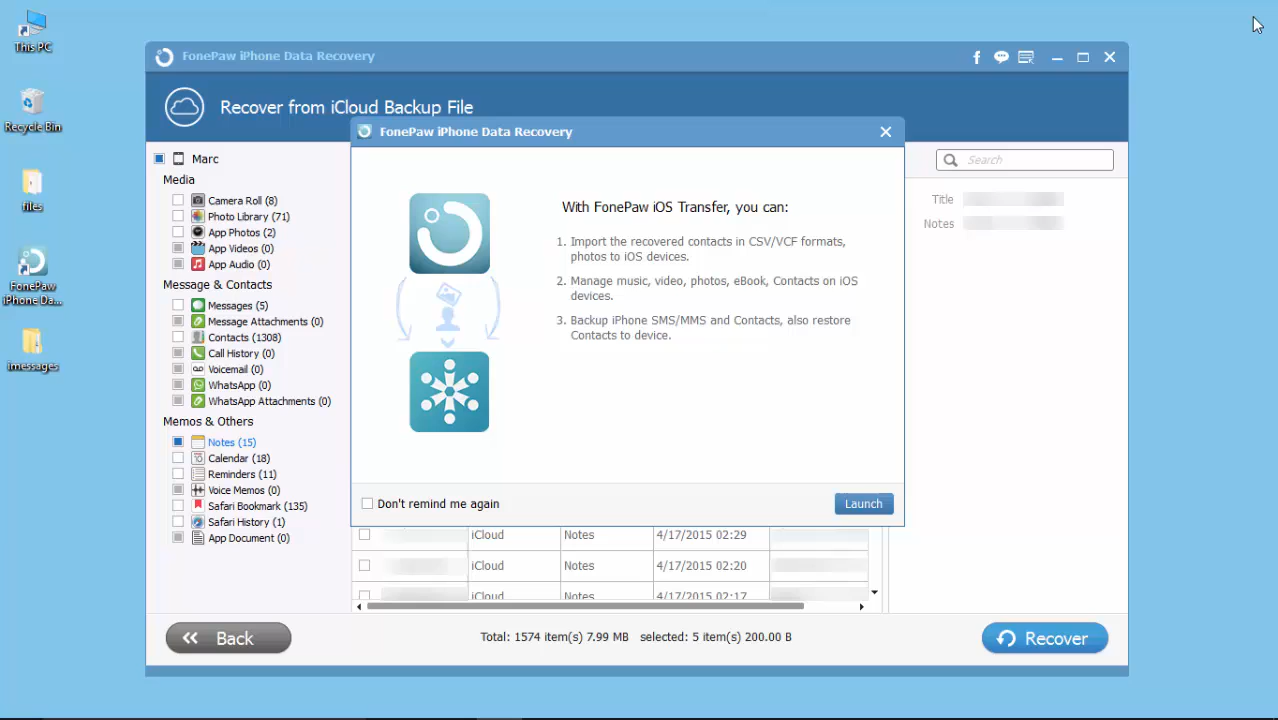 This PC
Recycle Bin
files
FonePaw
iPhone Da...
imessages
FonePaw iPhone Data Recovery
Recover from iCloud Backup File
Marc
Media
Camera Roll (8)
Photo Library (71)
App Photos (2)
App Videos (0)
App Audio (0)
Message & Contacts
Messages (5)
Message Attachments (0)
Contacts (1308)
Call History (0)
Voicemail (0)
WhatsApp (0)
WhatsApp Attachments (0)
Memos & Others
Notes (15)
Calendar (18)
Reminders (11)
Voice Memos (0)
Safari Bookmark (135)
Safari History (1)
App Document (0)
FonePaw iPhone Data Recovery
With FonePaw iOS Transfer, you can:
1. Import the recovered contacts in CSV/VCF formats,
photos to iOS devices.
2. Manage music, video, photos, eBook, Contacts on iOS
devices.
3. Backup iPhone SMS/MMS and Contacts, also restore
Contacts to device.
Don't remind me again
Launch
iCloud Notes 4/17/2015 02:29
iCloud Notes 4/17/2015 02:20
iCloud Notes 4/17/2015 02:17
Search
Title
Notes
Back
Total: 1574 item(s) 7.99 MB selected: 5 item(s) 200.00 B
Recover